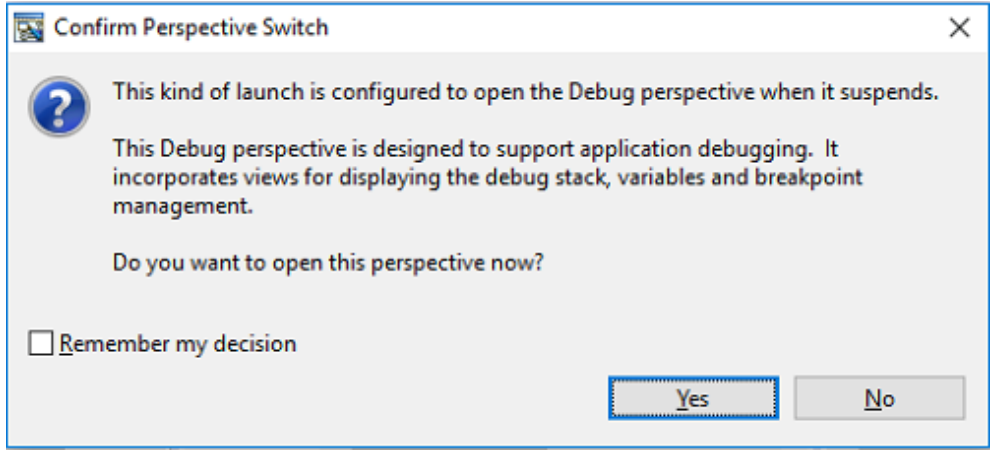 Confirm Perspective Switch
This kind of launch is configured to open the Debug perspective when it suspends.
This Debug perspective is designed to support application debugging.  It
incorporates views for displaying the debug stack, variables and breakpoint
management.
Do you want to open this perspective now?
Remember my decision
Yes
No